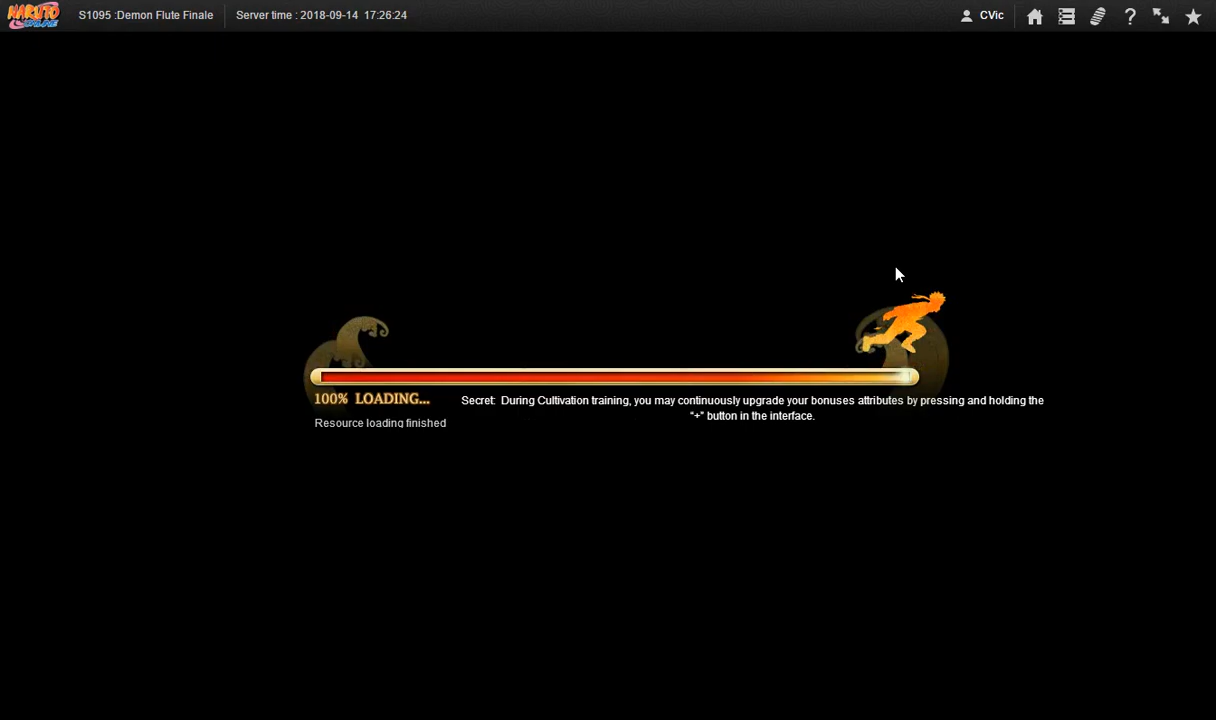 NARUTO
ONLINE
S1095 :Demon Flute Finale
Server time : 2018-09-14 17:26:24
CVic
100% LOADING...
Secret: During Cultivation training, you may continuously upgrade your bonuses attributes by pressing and holding the
"+" button in the interface.
Resource loading finished